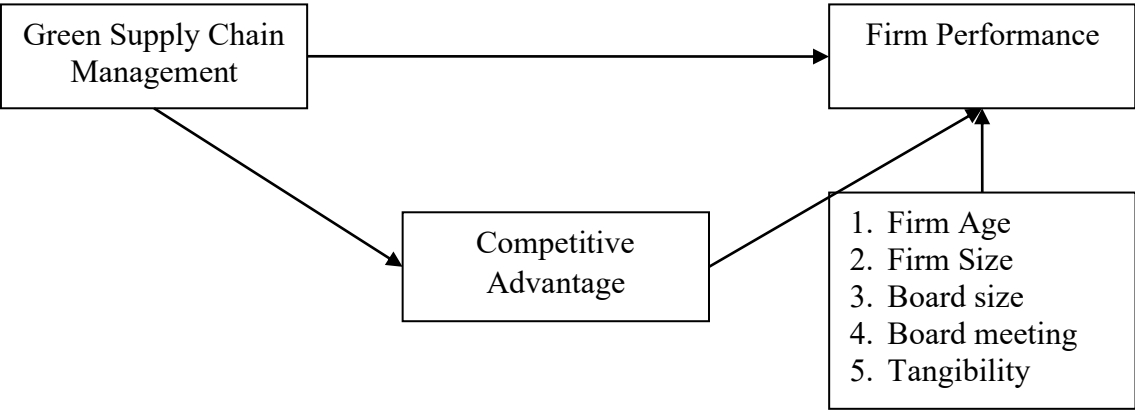 Green Supply Chain
Management
Firm Performance
Competitive
Advantage
1. Firm Age
2. Firm Size
3. Board size
4. Board meeting
5. Tangibility